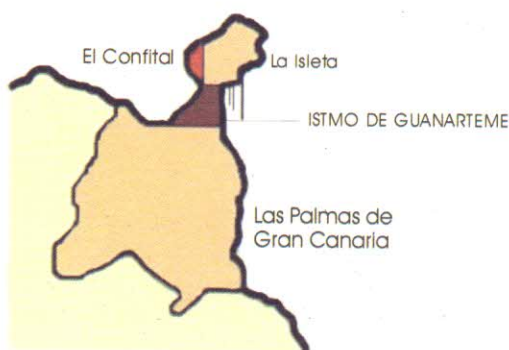 El Confital
La Isleta
ISTMO DE GUANARTEME
Las Palmas de
Gran Canaria